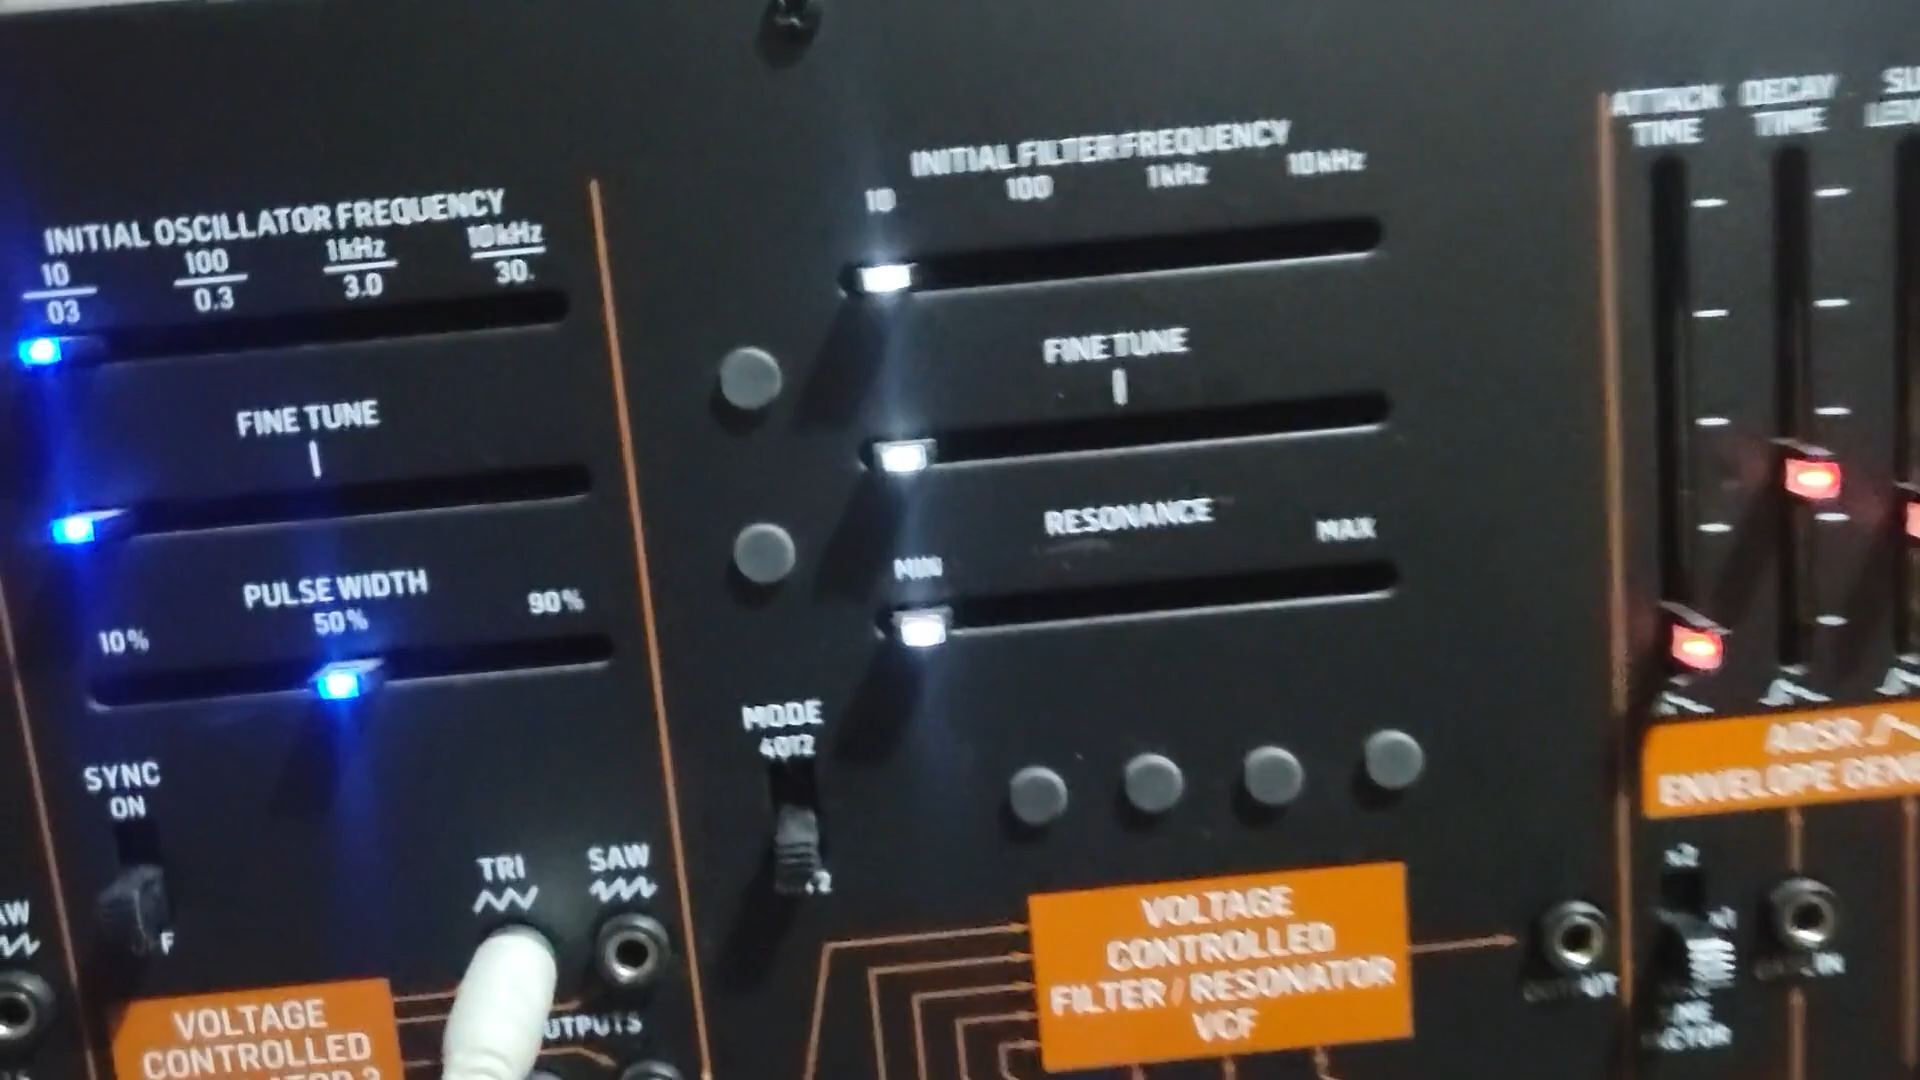 INITIAL OSCILLATOR FREQUENCY
10 100 1kHz 10kHz
03 0.3 3.0 30.
FINE TUNE
PULSE WIDTH
10% 50% 90%
SYNC
ON
TRI SAW
VOLTAGE
CONTROLLED
INITIAL FILTER FREQUENCY
10 100 1kHz 10kHz
FINE TUNE
RESONANCE
MIN MAX
MODE
4012
VOLTAGE
CONTROLLED
FILTER / RESONATOR
VCF
ATTACK
TIME
DECAY
TIME
ADSR
ENVELOPE